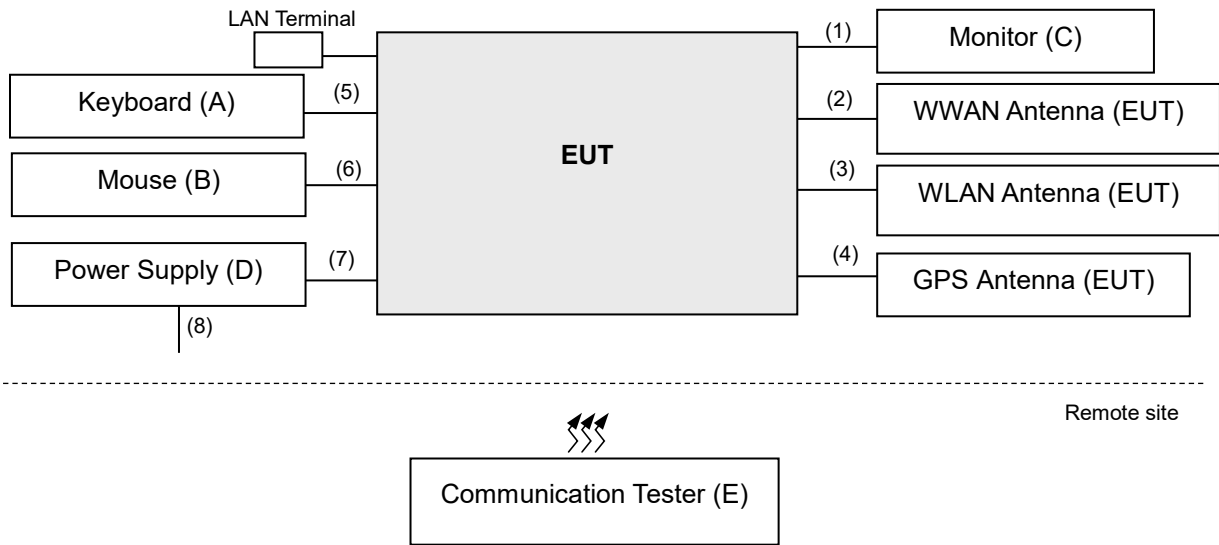 LAN Terminal
(1)
Monitor (C)
Keyboard (A)
(5)
(2)
WWAN Antenna (EUT)
EUT
Mouse (B)
(6)
(3)
WLAN Antenna (EUT)
Power Supply (D)
(7)
(4)
GPS Antenna (EUT)
(8)
Remote site
Communication Tester (E)